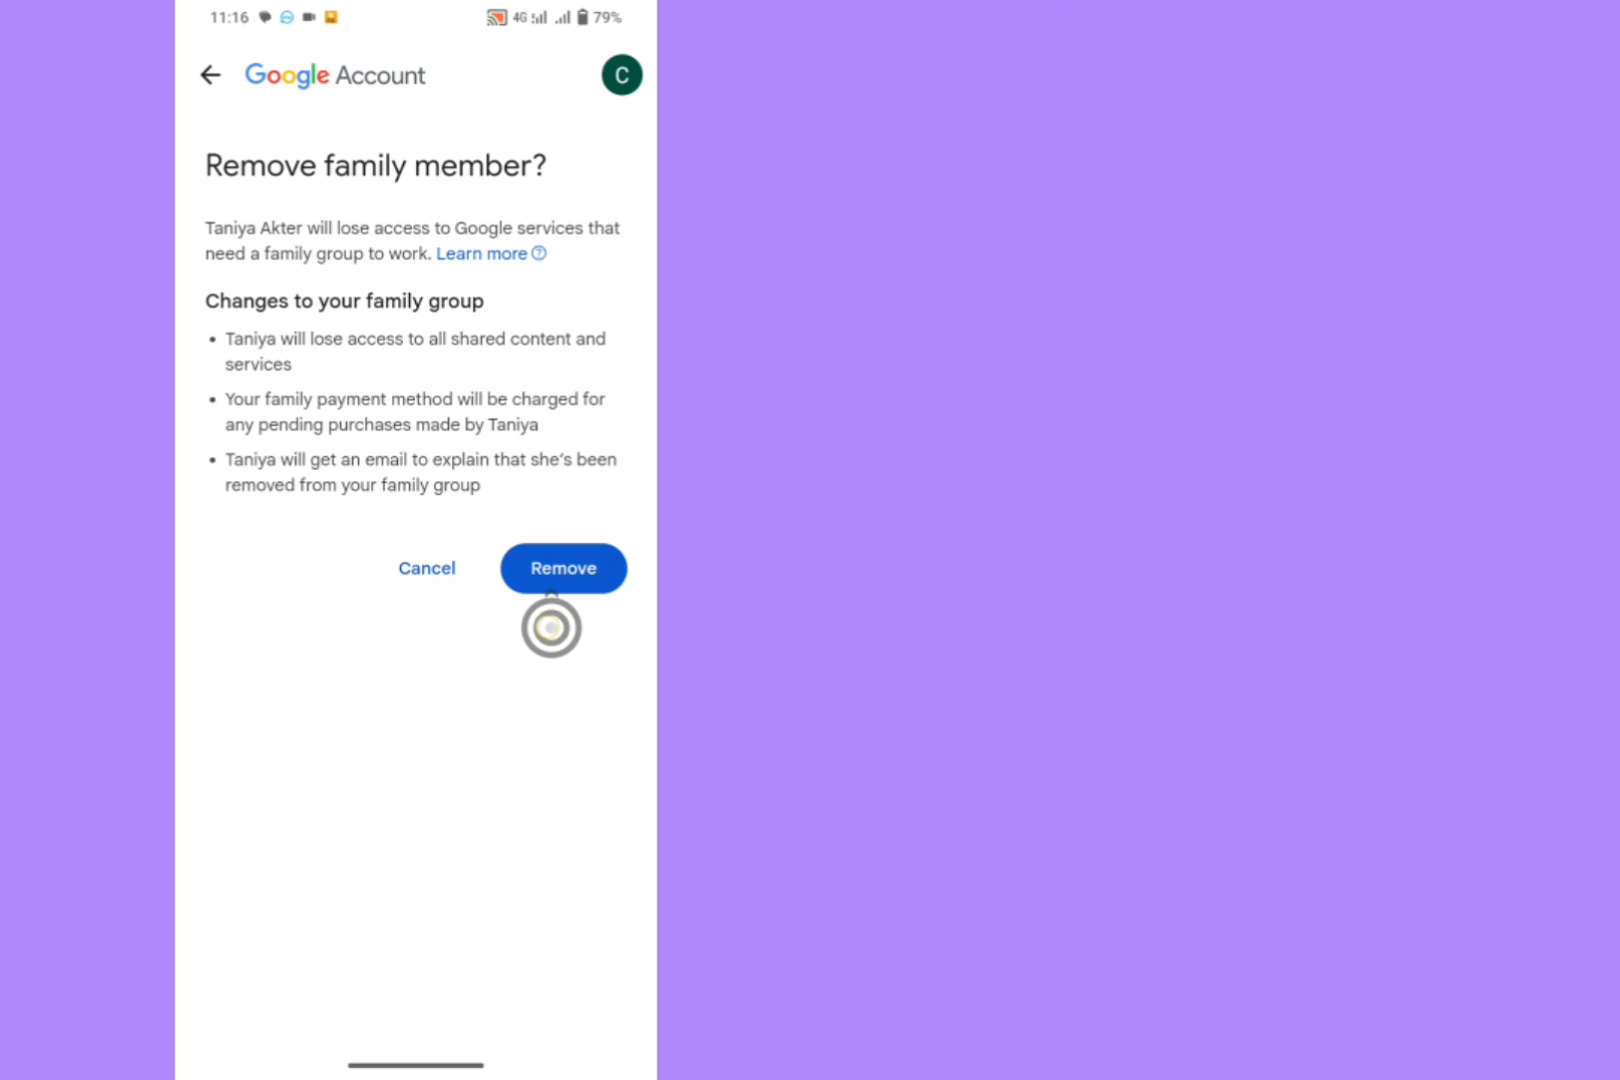 11:16 4G 79%
Google Account C
Remove family member?
Taniya Akter will lose access to Google services that
need a family group to work. Learn more
Changes to your family group
• Taniya will lose access to all shared content and
services
• Your family payment method will be charged for
any pending purchases made by Taniya
• Taniya will get an email to explain that she's been
removed from your family group
Cancel Remove